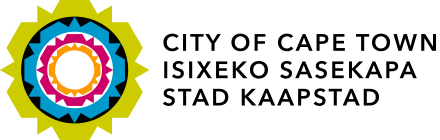 CITY OF CAPE TOWN
ISIXEKO SASEKAPA
STAD KAAPSTAD